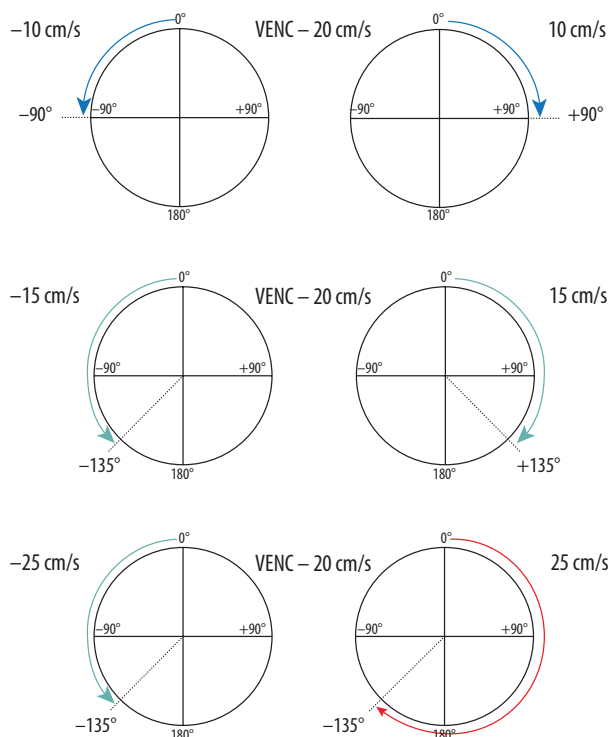 −10 cm/s 0° VENC – 20 cm/s 0° 10 cm/s
−90° −90° +90° −90° +90° +90°
180° 180°
−15 cm/s 0° VENC – 20 cm/s 0° 15 cm/s
−90° +90° −90° +90°
−135° 180° 180° +135°
−25 cm/s 0° VENC – 20 cm/s 0° 25 cm/s
−90° +90° −90° +90°
−135° 180° −135° 180°